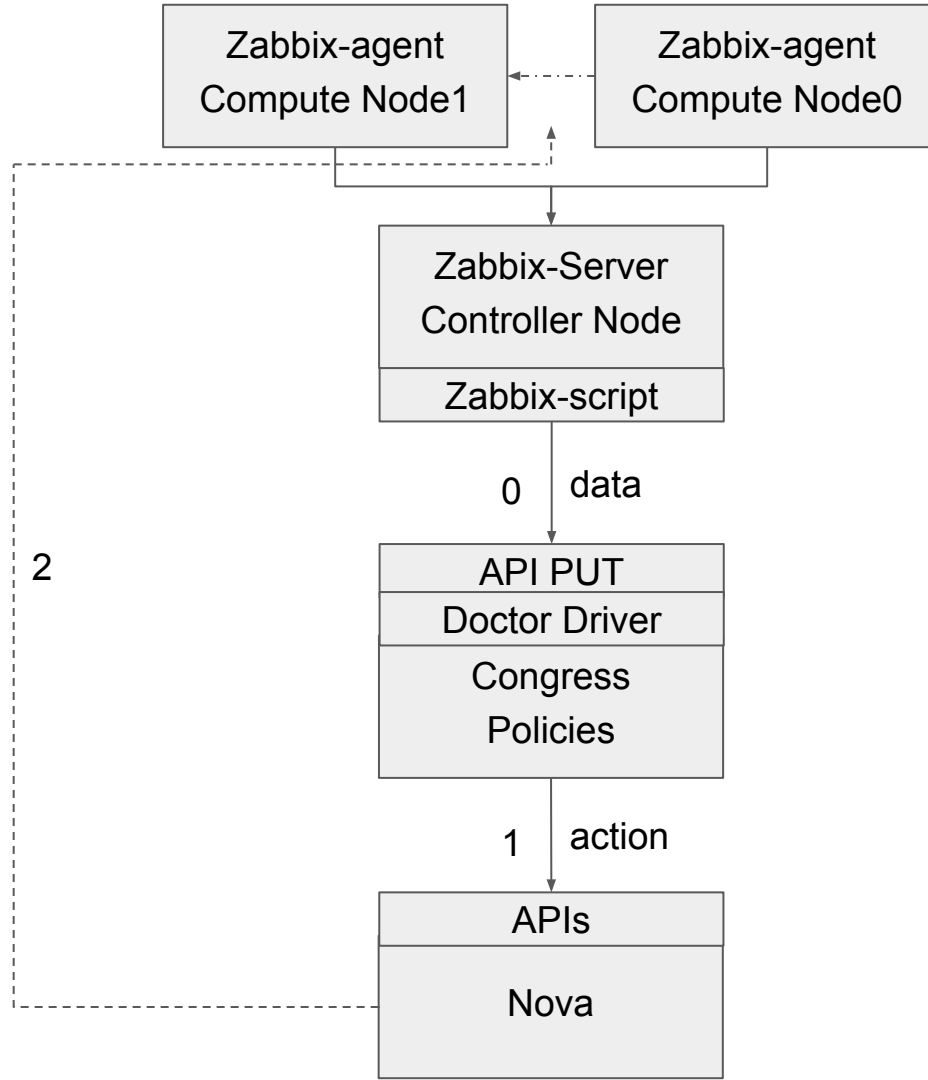 Zabbix-agent
Compute Node1
Zabbix-agent
Compute Node0
Zabbix-Server
Controller Node
Zabbix-script
0 data
2
API PUT
Doctor Driver
Congress
Policies
1 action
APIs
Nova